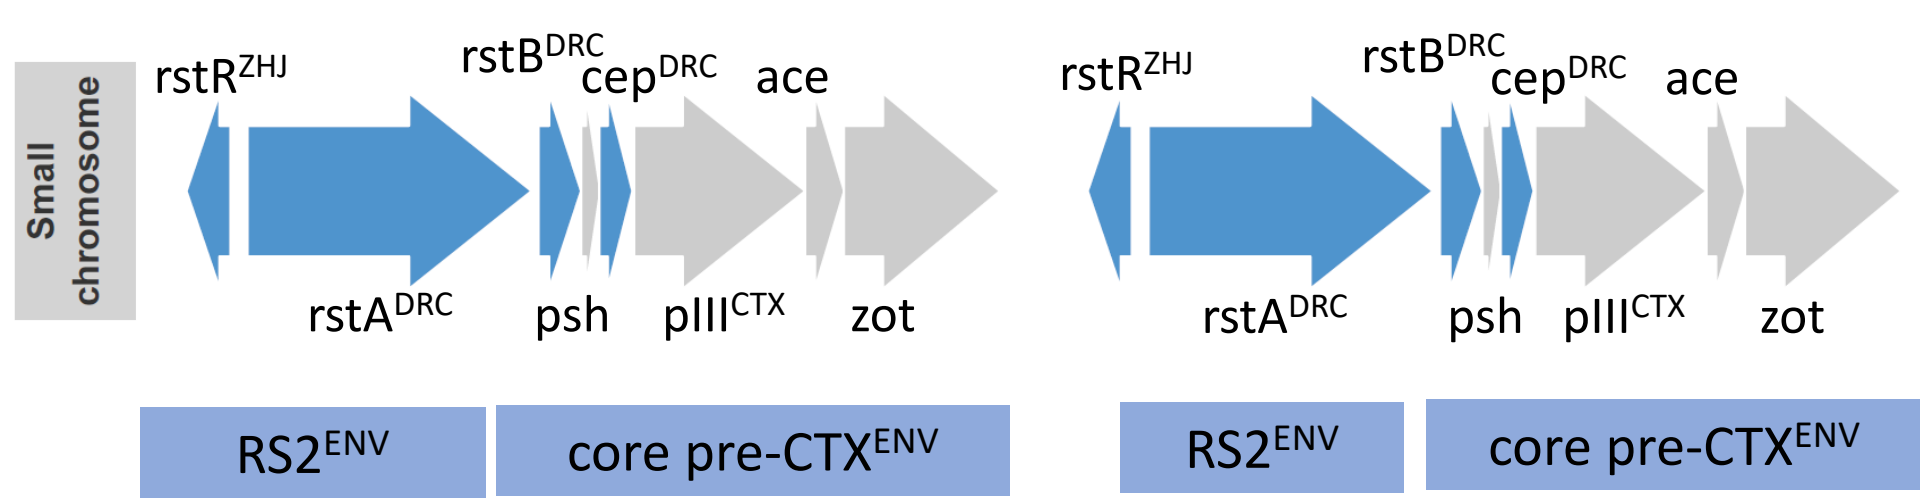 Small
chromosome
rstR^ZHJ rstB^DRC cep^DRC ace rstR^ZHJ rstB^DRC cep^DRC ace
rstA^DRC psh pIII^CTX zot rstA^DRC psh pIII^CTX zot
RS2^ENV core pre-CTX^ENV RS2^ENV core pre-CTX^ENV